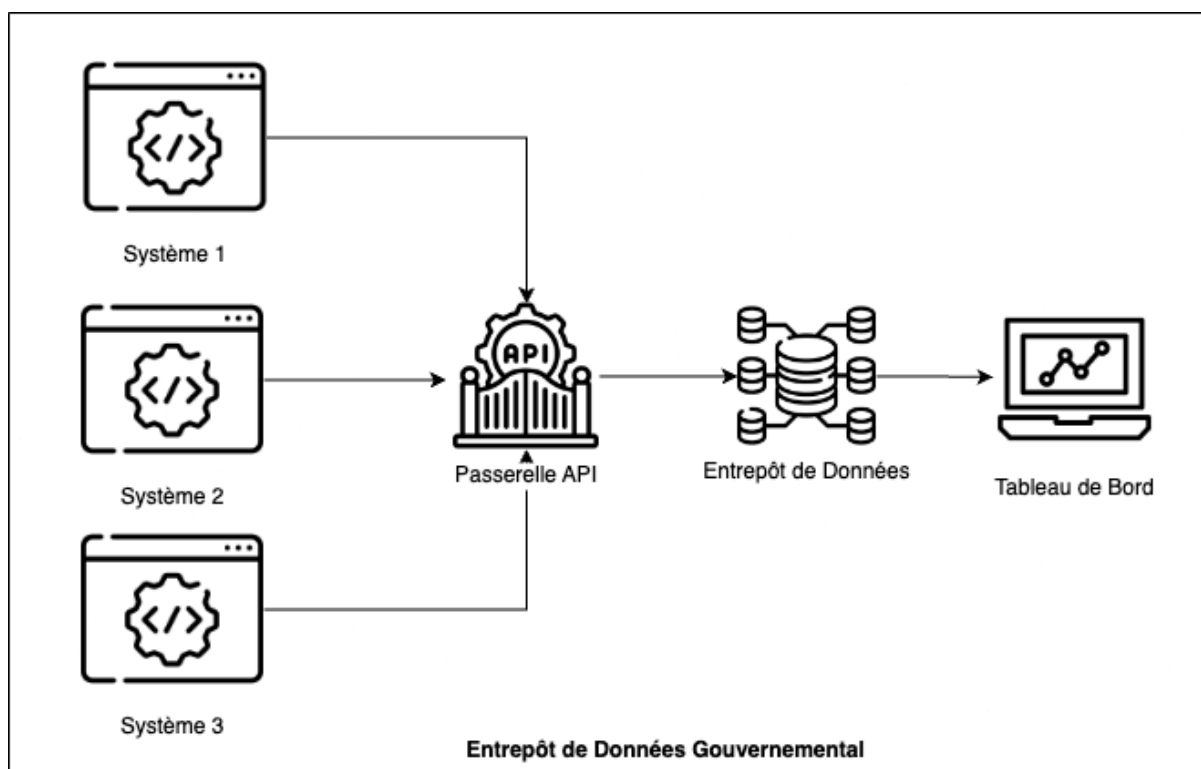 </>
Système 1
</>
Système 2
</>
Système 3
API
Passerelle API
Entrepôt de Données
Tableau de Bord
Entrepôt de Données Gouvernemental